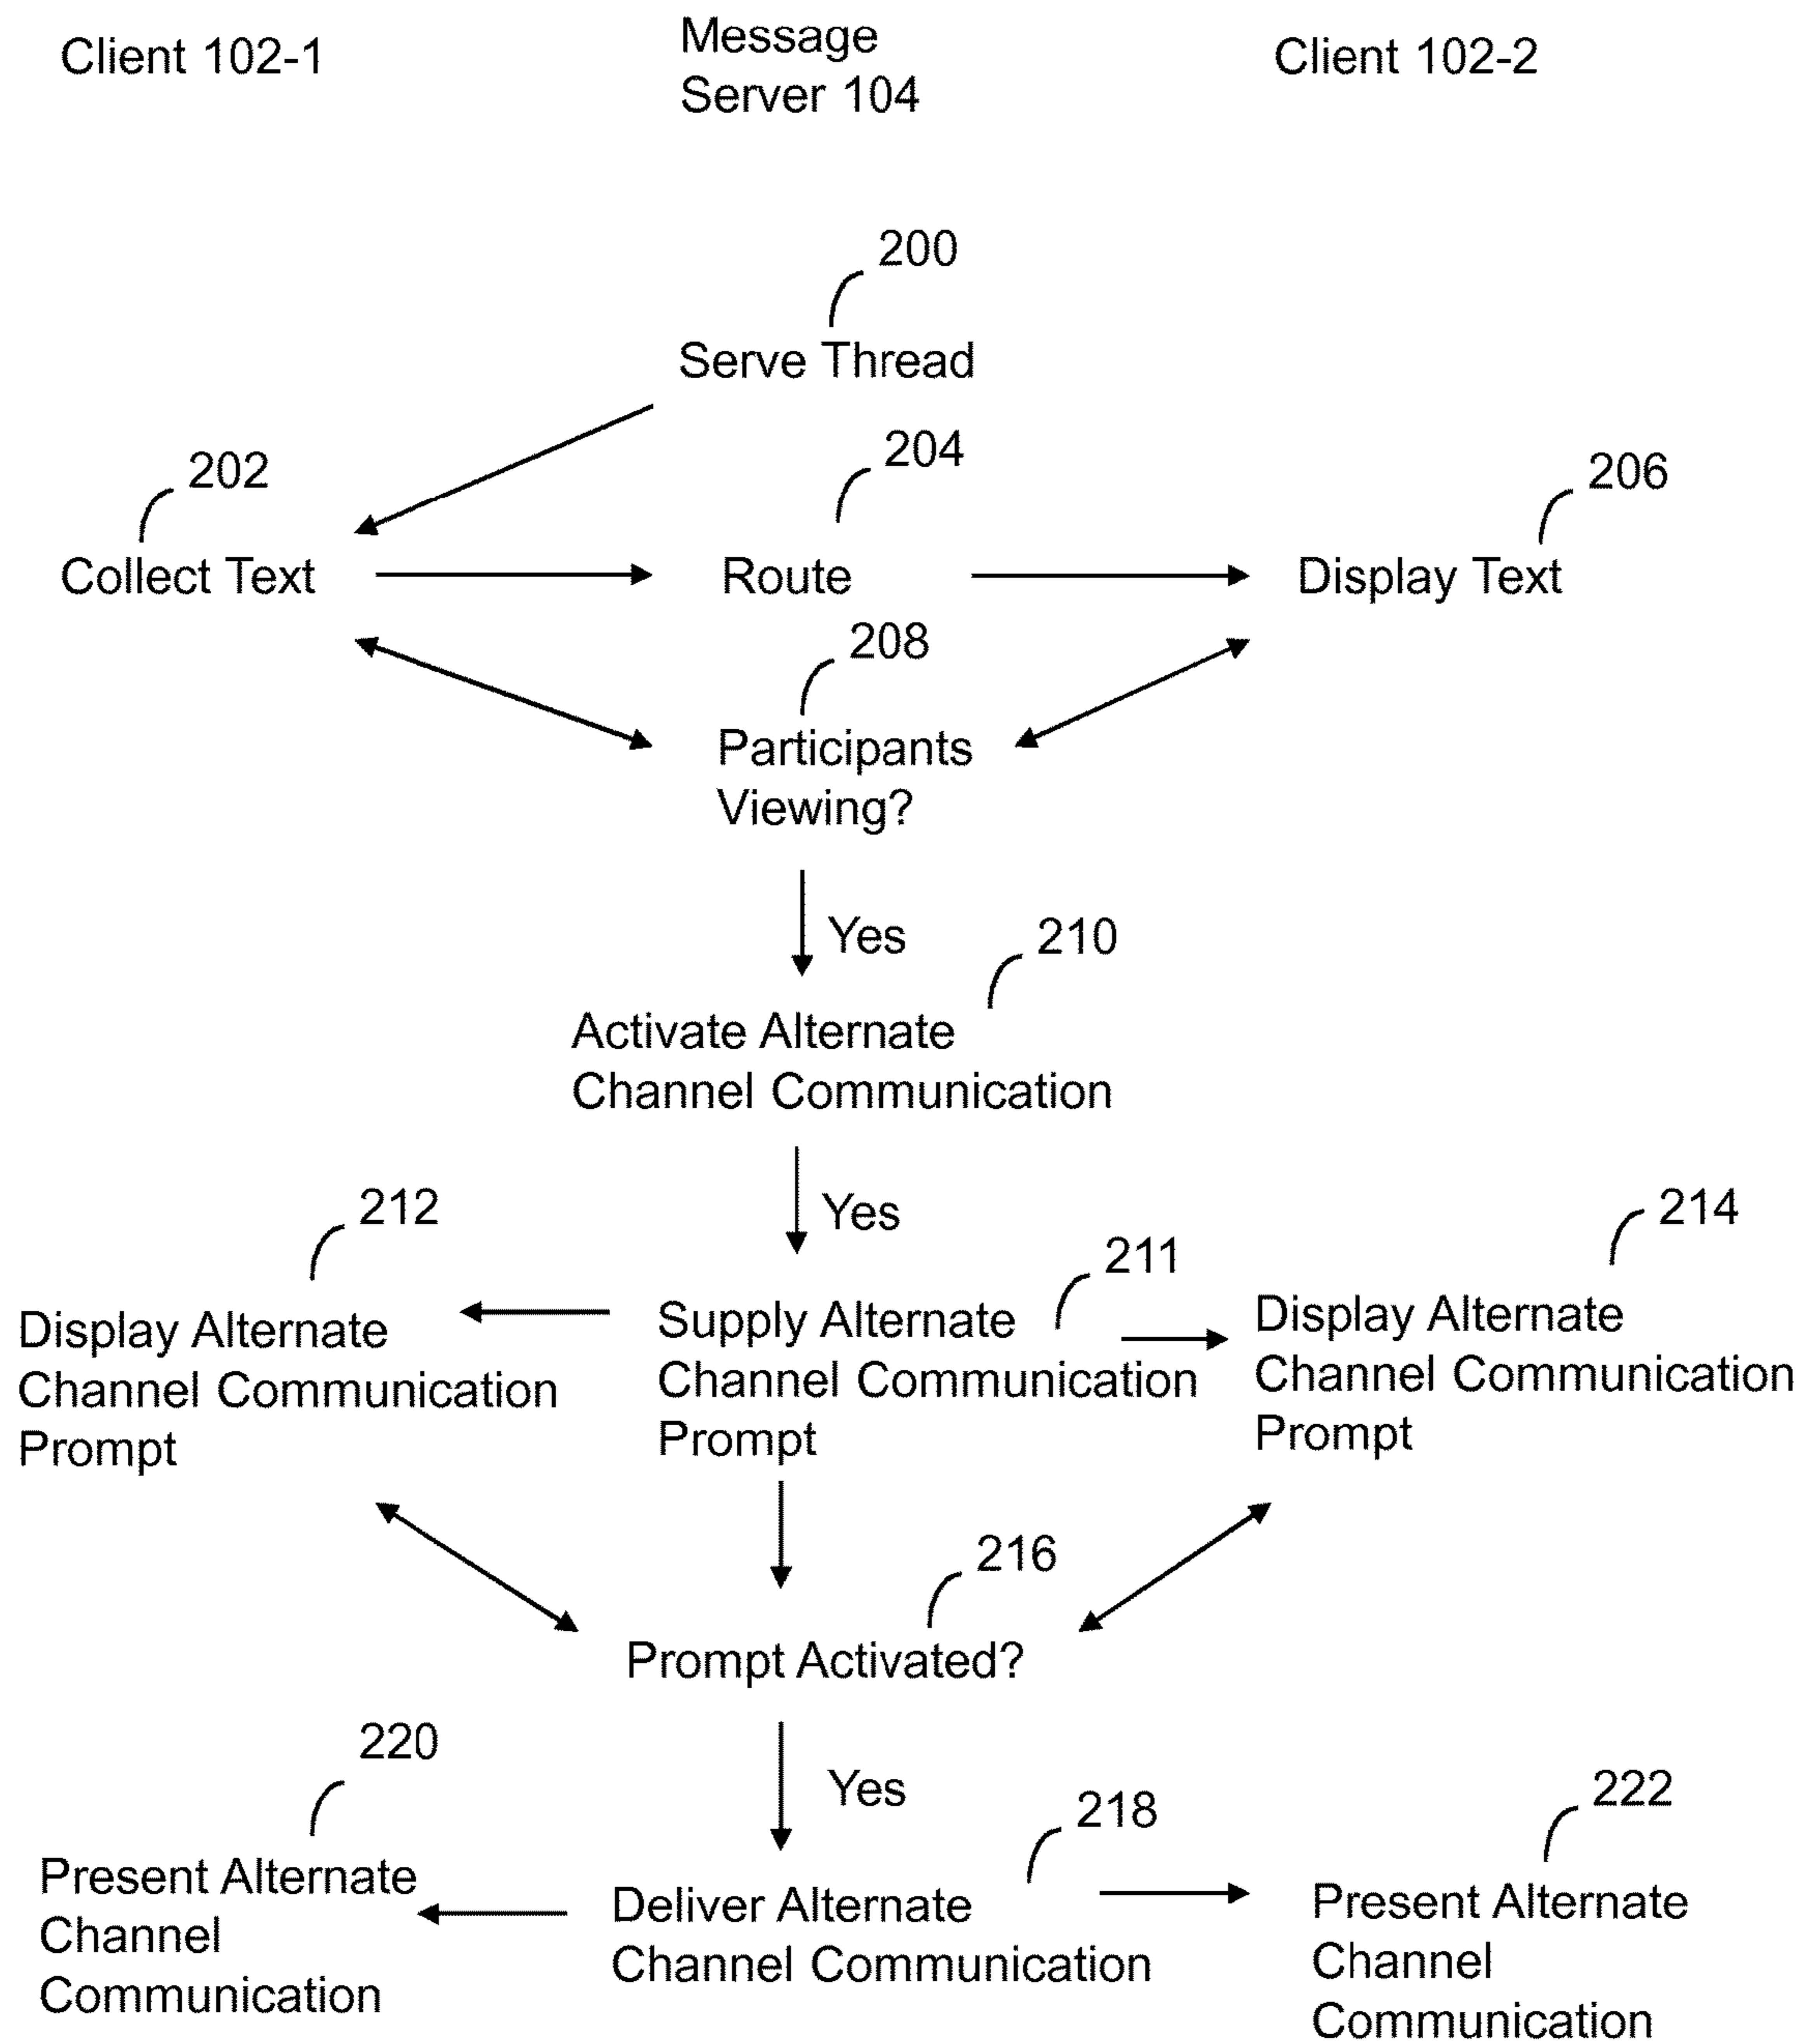 Client 102-1
Message
Server 104
Client 102-2
200
Serve Thread
202
204
206
Collect Text
Route
Display Text
208
Participants
Viewing?
Yes
210
Activate Alternate
Channel Communication
Yes
212
211
214
Display Alternate
Channel Communication
Prompt
Supply Alternate
Channel Communication
Prompt
Display Alternate
Channel Communication
Prompt
216
Prompt Activated?
Yes
220
218
222
Present Alternate
Channel
Communication
Deliver Alternate
Channel Communication
Present Alternate
Channel
Communication